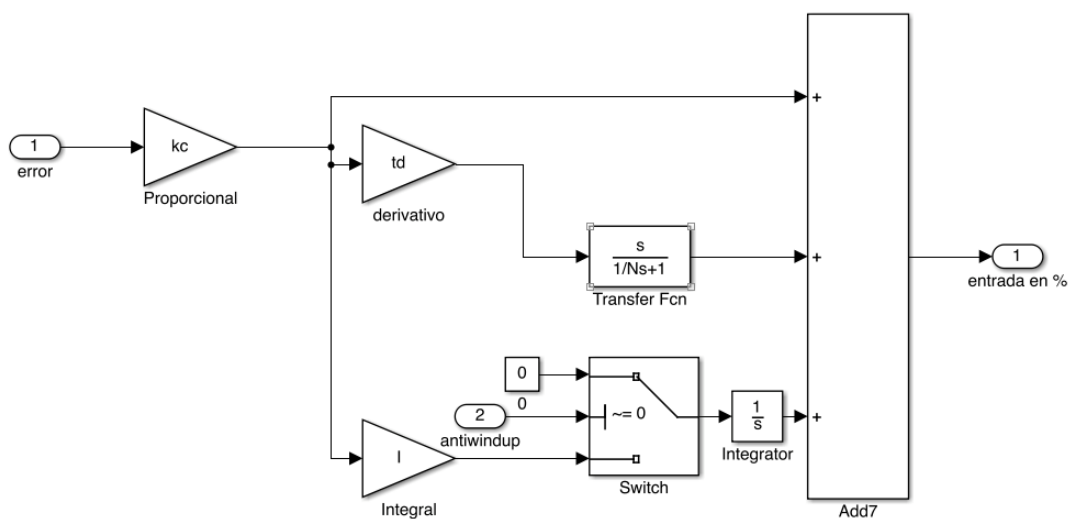 1
error
kc
Proporcional
td
derivativo
s
1/Ns+1
Transfer Fcn
+
+
+
1
entrada en %
0
0
2
antiwindup
~= 0
Switch
1
s
Integrator
I
Integral
Add7